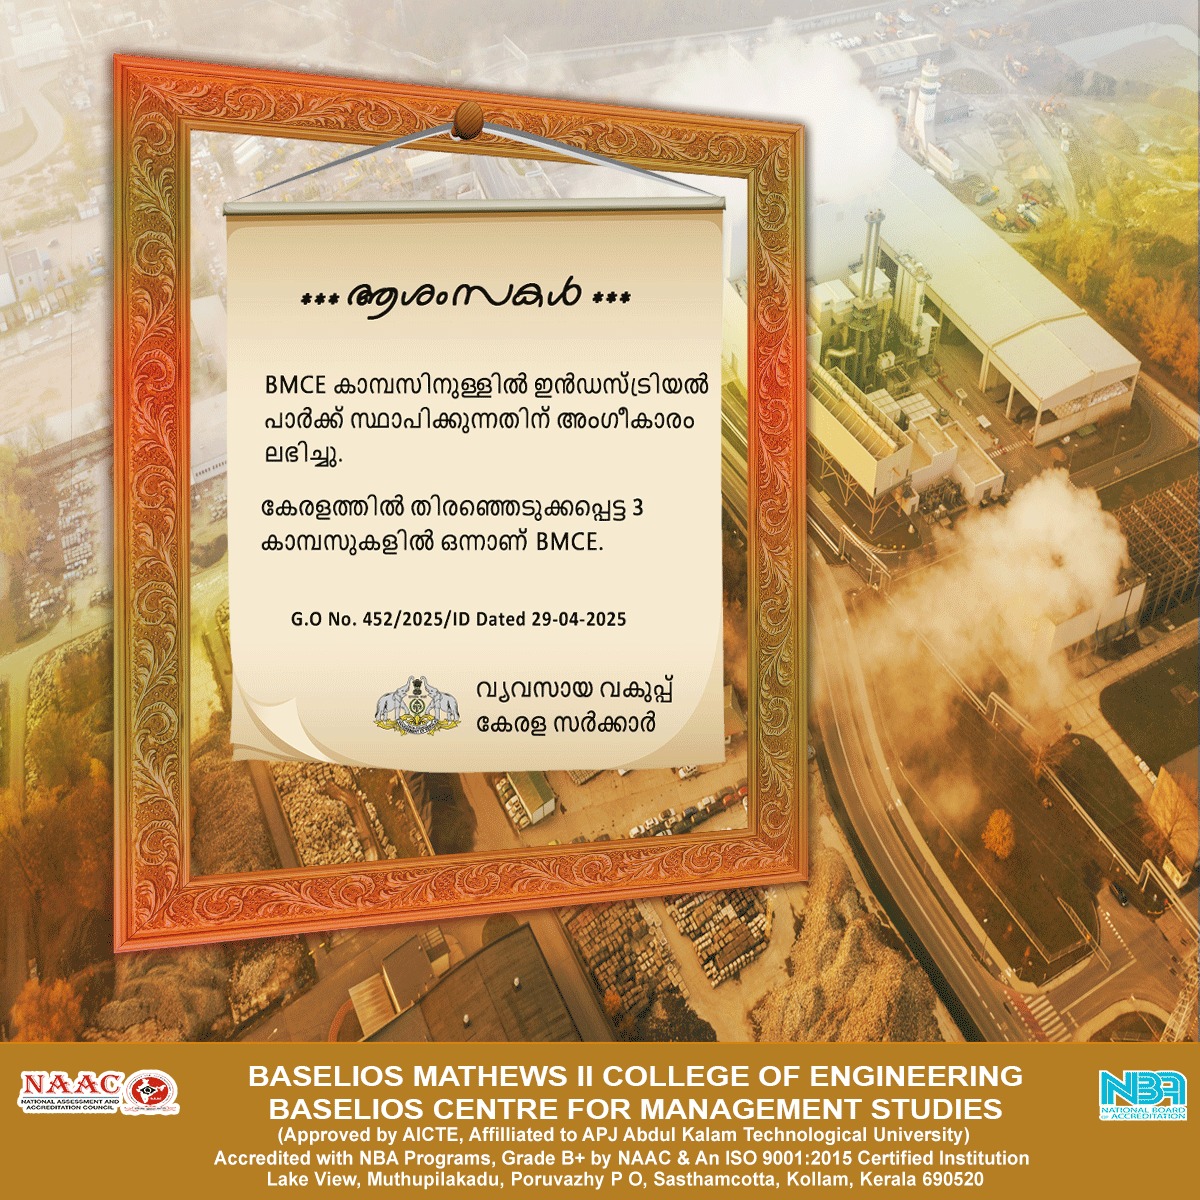 *** ആശംസകൾ ***
BMCE കാമ്പസിനുള്ളിൽ ഇൻഡസ്ട്രിയൽ
പാർക്ക് സ്ഥാപിക്കുന്നതിന് അംഗീകാരം
ലഭിച്ചു.
കേരളത്തിൽ തിരഞ്ഞെടുക്കപ്പെട്ട 3
കാമ്പസുകളിൽ ഒന്നാണ് BMCE.
G.O No. 452/2025/ID Dated 29-04-2025
വ്യവസായ വകുപ്പ്
കേരള സർക്കാർ
NAAC
NATIONAL ASSESSMENT AND
ACCREDITATION COUNCIL
BASELIOS MATHEWS II COLLEGE OF ENGINEERING
BASELIOS CENTRE FOR MANAGEMENT STUDIES
(Approved by AICTE, Affilliated to APJ Abdul Kalam Technological University)
Accredited with NBA Programs, Grade B+ by NAAC & An ISO 9001:2015 Certified Institution
Lake View, Muthupilakadu, Poruvazhy P O, Sasthamcotta, Kollam, Kerala 690520
NBA
NATIONAL BOARD
of ACCREDITATION